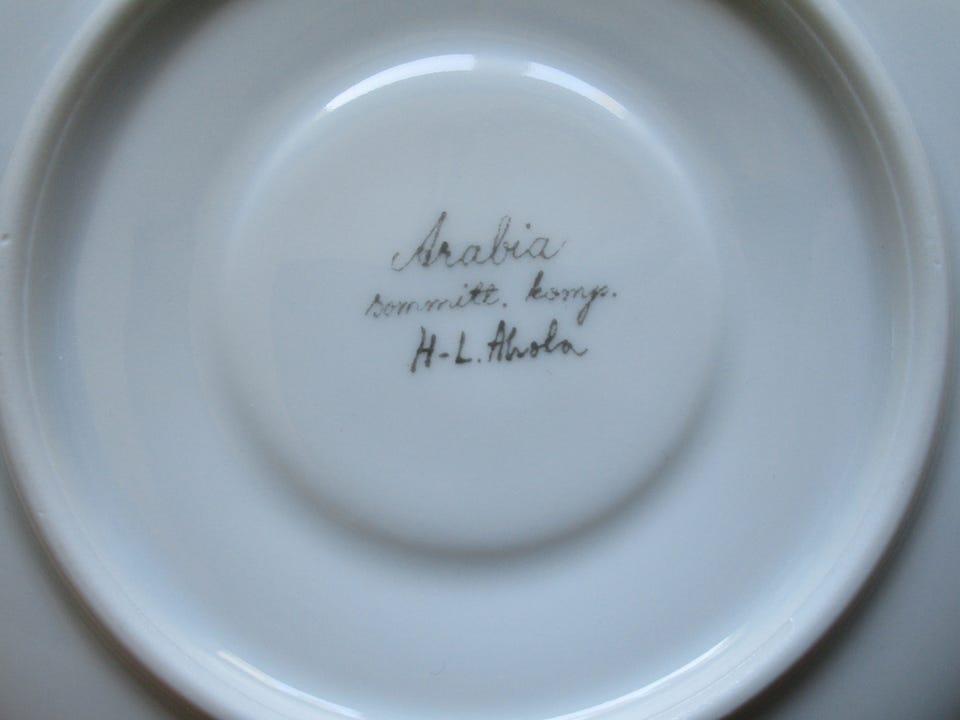 Arabia
sommitt. komp.
H-L. Ahola